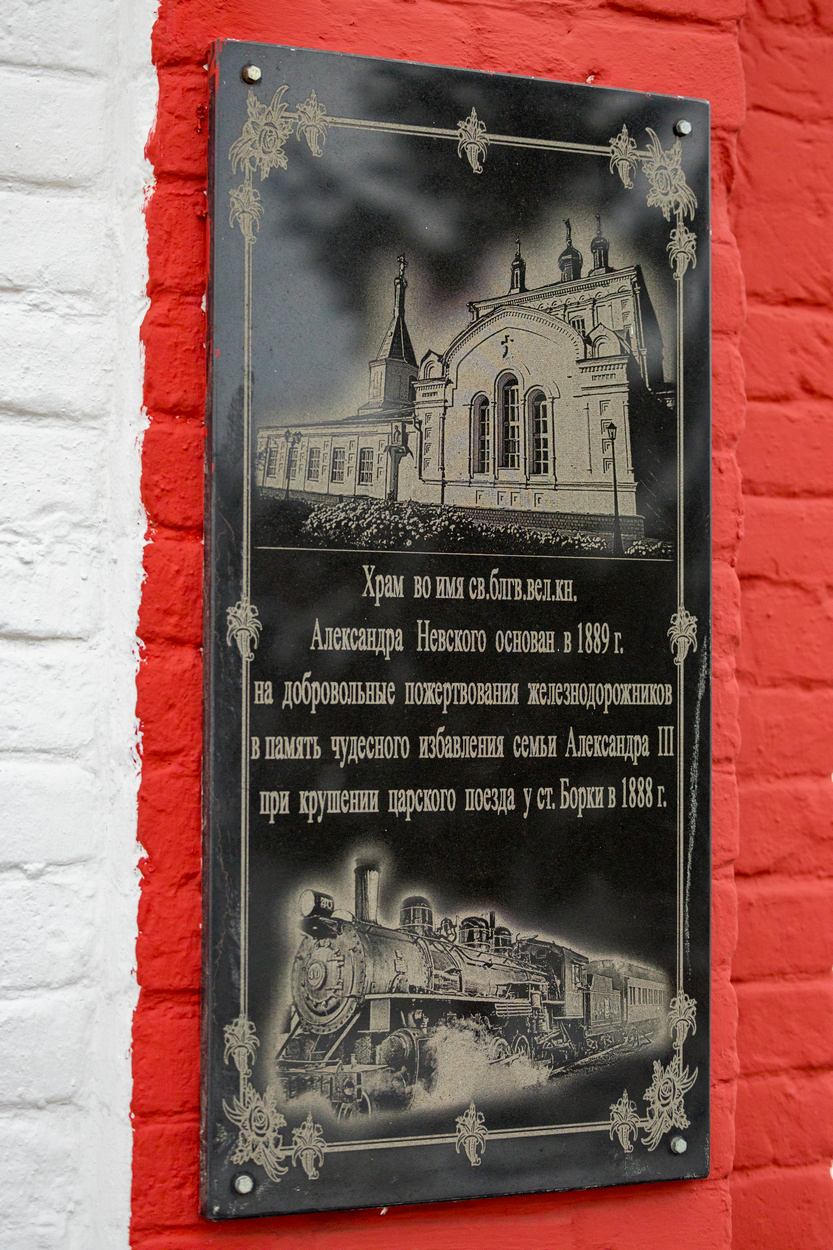 Храм во имя св.блгв.вел.кн.
Александра Невского основан в 1889 г.
на добровольные пожертвования железнодорожников
в память чудесного избавления семьи Александра III
при крушении царского поезда у ст. Борки в 1888 г.